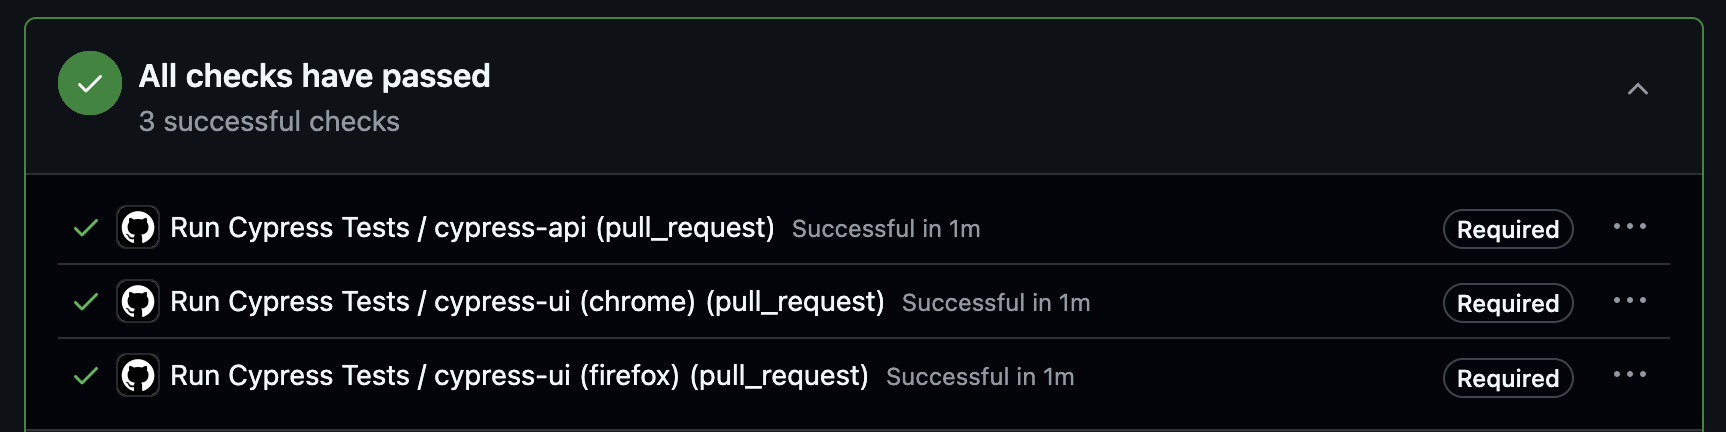 All checks have passed
3 successful checks
Run Cypress Tests / cypress-api (pull_request) Successful in 1m Required
Run Cypress Tests / cypress-ui (chrome) (pull_request) Successful in 1m Required
Run Cypress Tests / cypress-ui (firefox) (pull_request) Successful in 1m Required